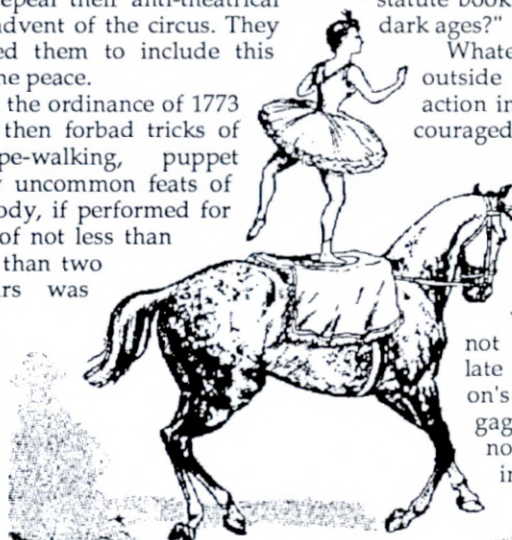 repeal their anti-theatrical
advent of the circus. They
ed them to include this
he peace.
the ordinance of 1773
then forbad tricks of
pe-walking, puppet
uncommon feats of
ody, if performed for
of not less than
than two
rs was
statute book
dark ages?"
Whate
outside
action in
couraged
not
late
on's
gag
no
in